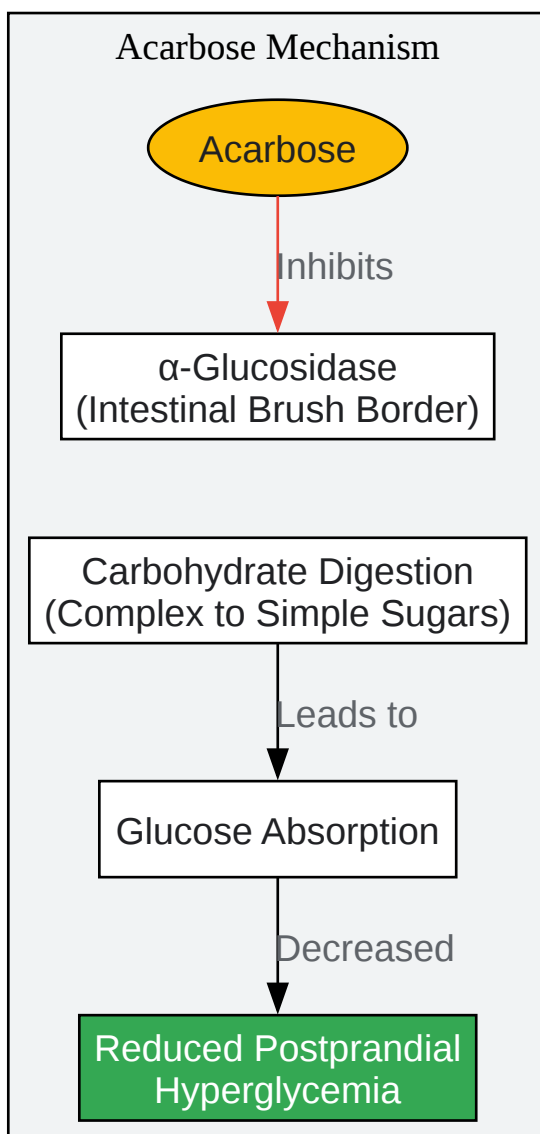 Acarbose Mechanism
Acarbose
Inhibits
α-Glucosidase
(Intestinal Brush Border)
Carbohydrate Digestion
(Complex to Simple Sugars)
Leads to
Glucose Absorption
Decreased
Reduced Postprandial
Hyperglycemia